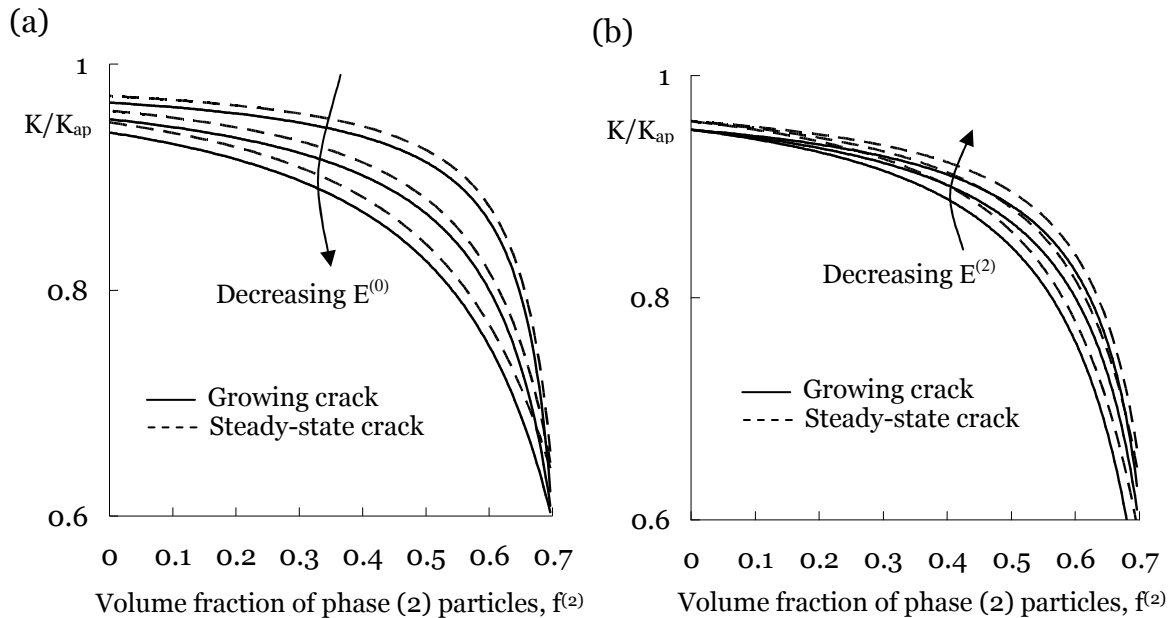 (a)
1
K/Kap
0.8
0.6
Decreasing E(0)
Growing crack
Steady-state crack
0 0.1 0.2 0.3 0.4 0.5 0.6 0.7
Volume fraction of phase (2) particles, f(2)
(b)
1
K/Kap
0.8
0.6
Decreasing E(2)
Growing crack
Steady-state crack
0 0.1 0.2 0.3 0.4 0.5 0.6 0.7
Volume fraction of phase (2) particles, f(2)